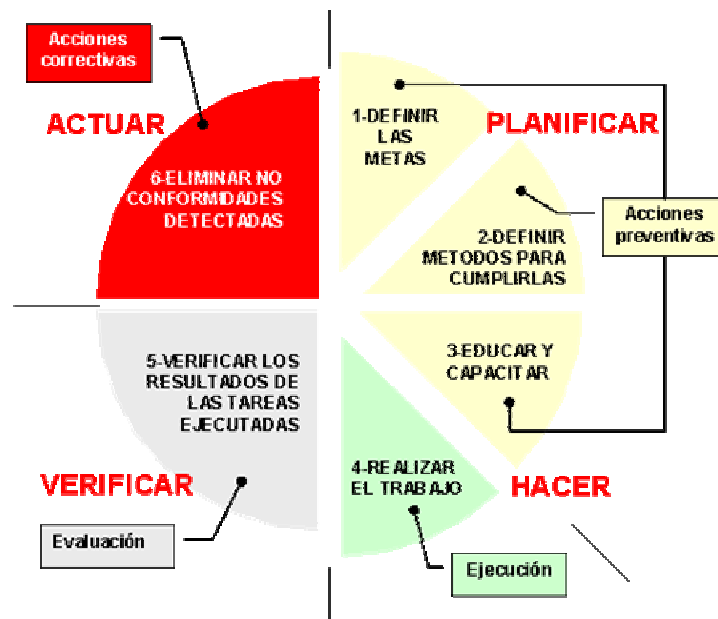 Acciones
correctivas
ACTUAR
6-ELIMINAR NO
CONFORMIDADES
DETECTADAS
1-DEFINIR
LAS
METAS
PLANIFICAR
2-DEFINIR
METODOS PARA
CUMPLIRLAS
Acciones
preventivas
3-EDUCAR Y
CAPACITAR
HACER
4-REALIZAR
EL TRABAJO
Ejecución
5-VERIFICAR LOS
RESULTADOS DE
LAS TAREAS
EJECUTADAS
VERIFICAR
Evaluación